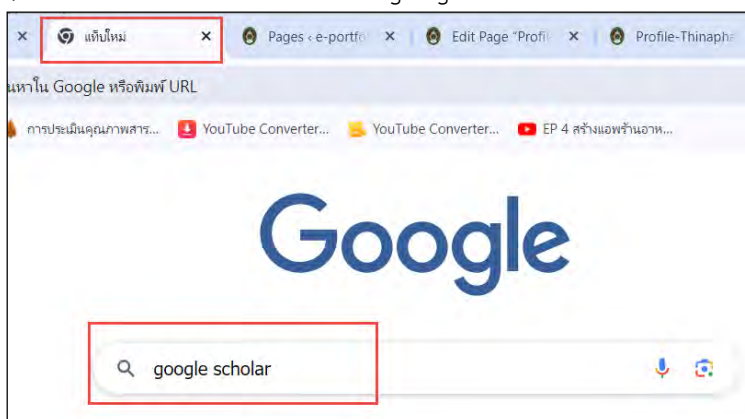 แท็บใหม่ Pages ‹ e-portfo Edit Page "Profil Profile-Thinapha
นหาใน Google หรือพิมพ์ URL
การประเมินคุณภาพสาร... YouTube Converter... YouTube Converter... EP 4 สร้างแอพร้านอาห...
Google
google scholar